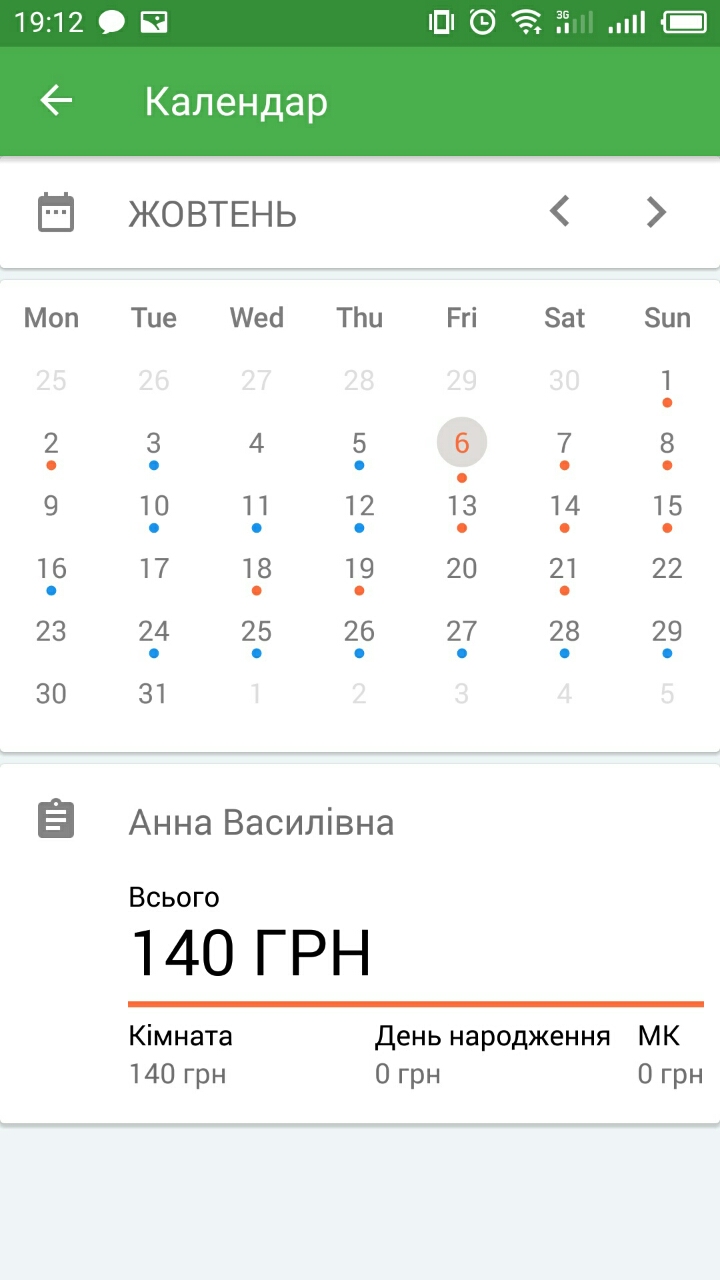 19:12 3G
Календар
ЖОВТЕНЬ
Mon Tue Wed Thu Fri Sat Sun
25 26 27 28 29 30 1
2 3 4 5 6 7 8
9 10 11 12 13 14 15
16 17 18 19 20 21 22
23 24 25 26 27 28 29
30 31 1 2 3 4 5
Анна Василівна
Всього
140 ГРН
Кімната День народження МК
140 грн 0 грн 0 грн